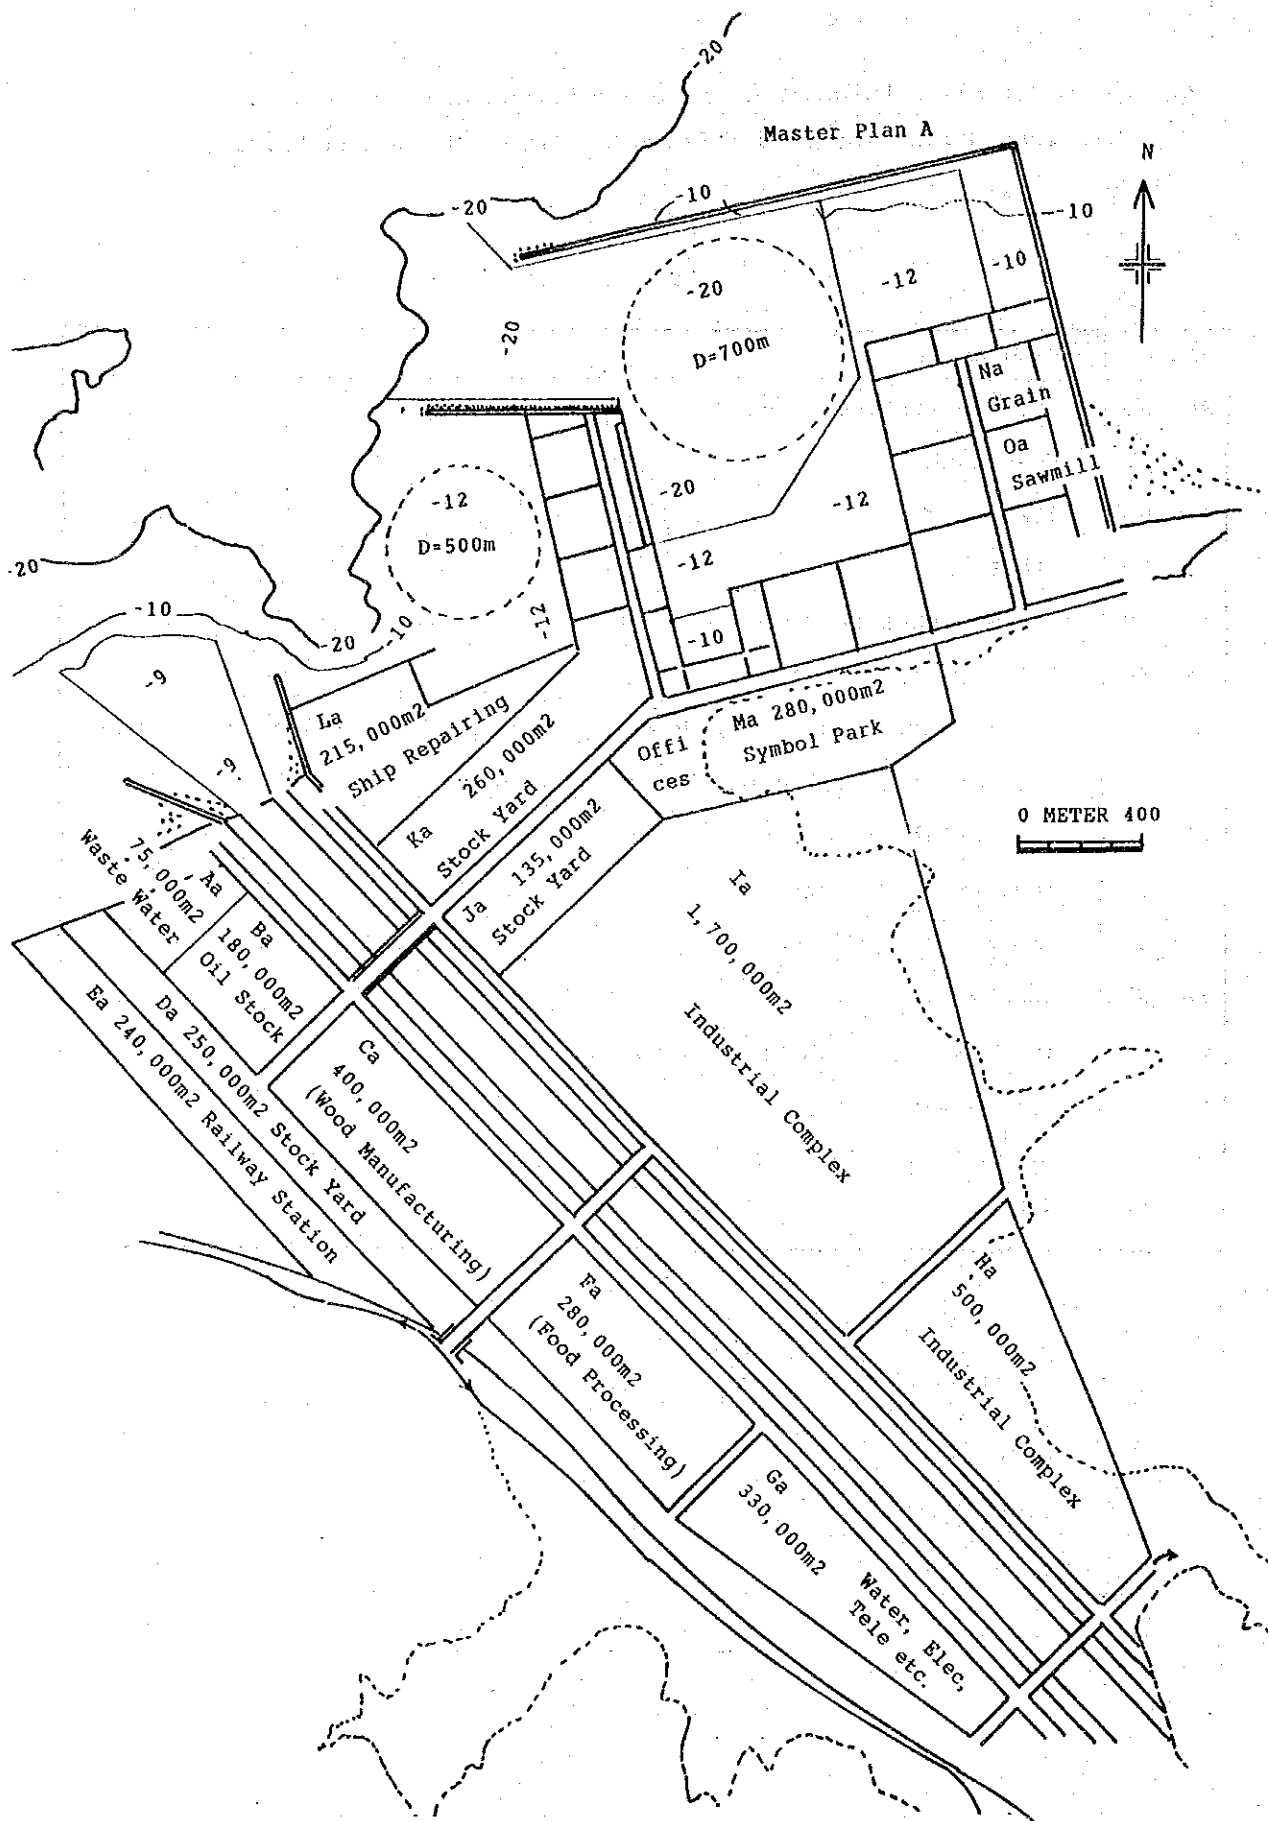 -20
Master Plan A
N
-20
-10
-10
-20
-12
-10
-20
D=700m
Na
Grain
Oa
Sawmill
-12
D=500m
-20
-12
-20
-12
-12
-10
-10
-20
-10
-9
-9.
La
215,000m2
Ship Repairing
Ka 260,000m2
Stock Yard
Offi
ces
Ma 280,000m2
Symbol Park
0 METER 400
Ja 135,000m2
Stock Yard
Ia
1,700,000m2
Industrial Complex
Aa
75,000m2
Waste Water
Ba
180,000m2
Oil Stock
Ca
400,000m2
(Wood Manufacturing)
Da 250,000m2 Stock Yard
Ea 240,000m2 Railway Station
Fa
280,000m2
(Food Processing)
Ga
330,000m2
Water, Elec,
Tele etc.
Ha
500,000m2
Industrial Complex